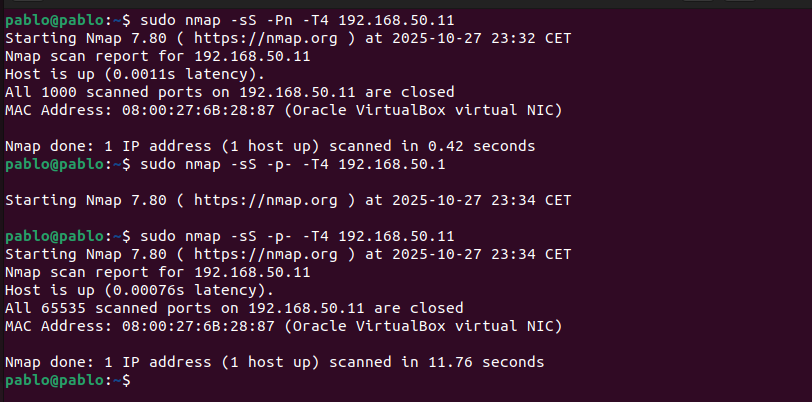 pablo@pablo:~$ sudo nmap -sS -Pn -T4 192.168.50.11
Starting Nmap 7.80 ( https://nmap.org ) at 2025-10-27 23:32 CET
Nmap scan report for 192.168.50.11
Host is up (0.0011s latency).
All 1000 scanned ports on 192.168.50.11 are closed
MAC Address: 08:00:27:6B:28:87 (Oracle VirtualBox virtual NIC)
Nmap done: 1 IP address (1 host up) scanned in 0.42 seconds
pablo@pablo:~$ sudo nmap -sS -p- -T4 192.168.50.1
Starting Nmap 7.80 ( https://nmap.org ) at 2025-10-27 23:34 CET
pablo@pablo:~$ sudo nmap -sS -p- -T4 192.168.50.11
Starting Nmap 7.80 ( https://nmap.org ) at 2025-10-27 23:34 CET
Nmap scan report for 192.168.50.11
Host is up (0.00076s latency).
All 65535 scanned ports on 192.168.50.11 are closed
MAC Address: 08:00:27:6B:28:87 (Oracle VirtualBox virtual NIC)
Nmap done: 1 IP address (1 host up) scanned in 11.76 seconds
pablo@pablo:~$